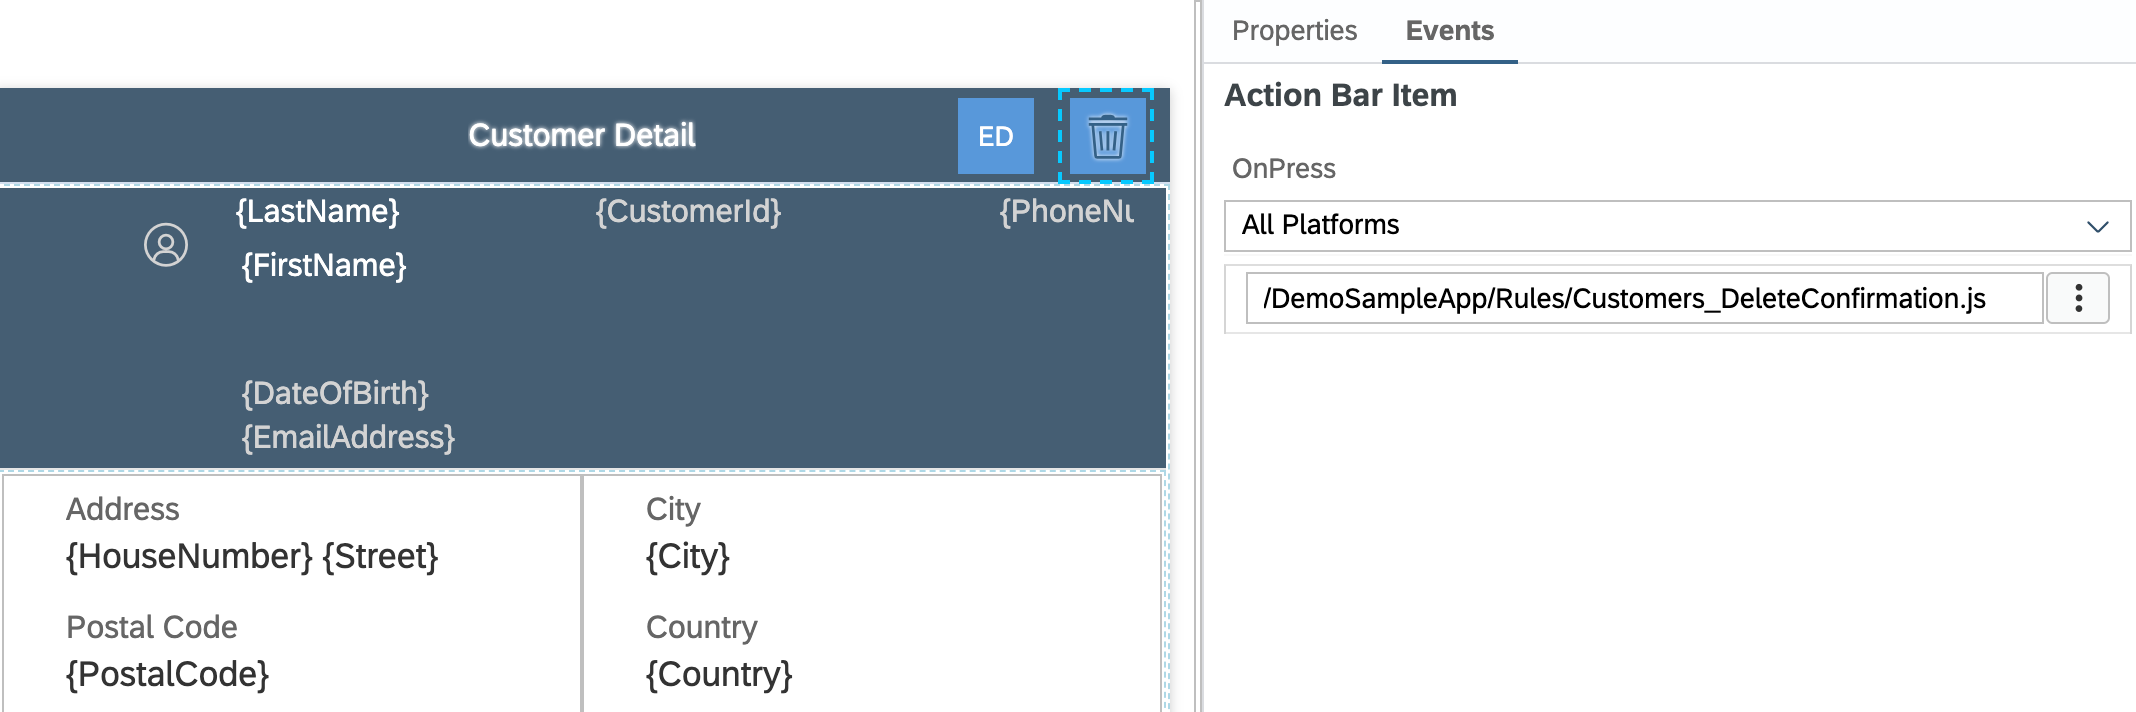 Properties Events
Action Bar Item
OnPress
All Platforms
/DemoSampleApp/Rules/Customers_DeleteConfirmation.js
Customer Detail ED
{LastName} {CustomerId} {PhoneNu
{FirstName}
{DateOfBirth}
{EmailAddress}
Address City
{HouseNumber} {Street} {City}
Postal Code Country
{PostalCode} {Country}